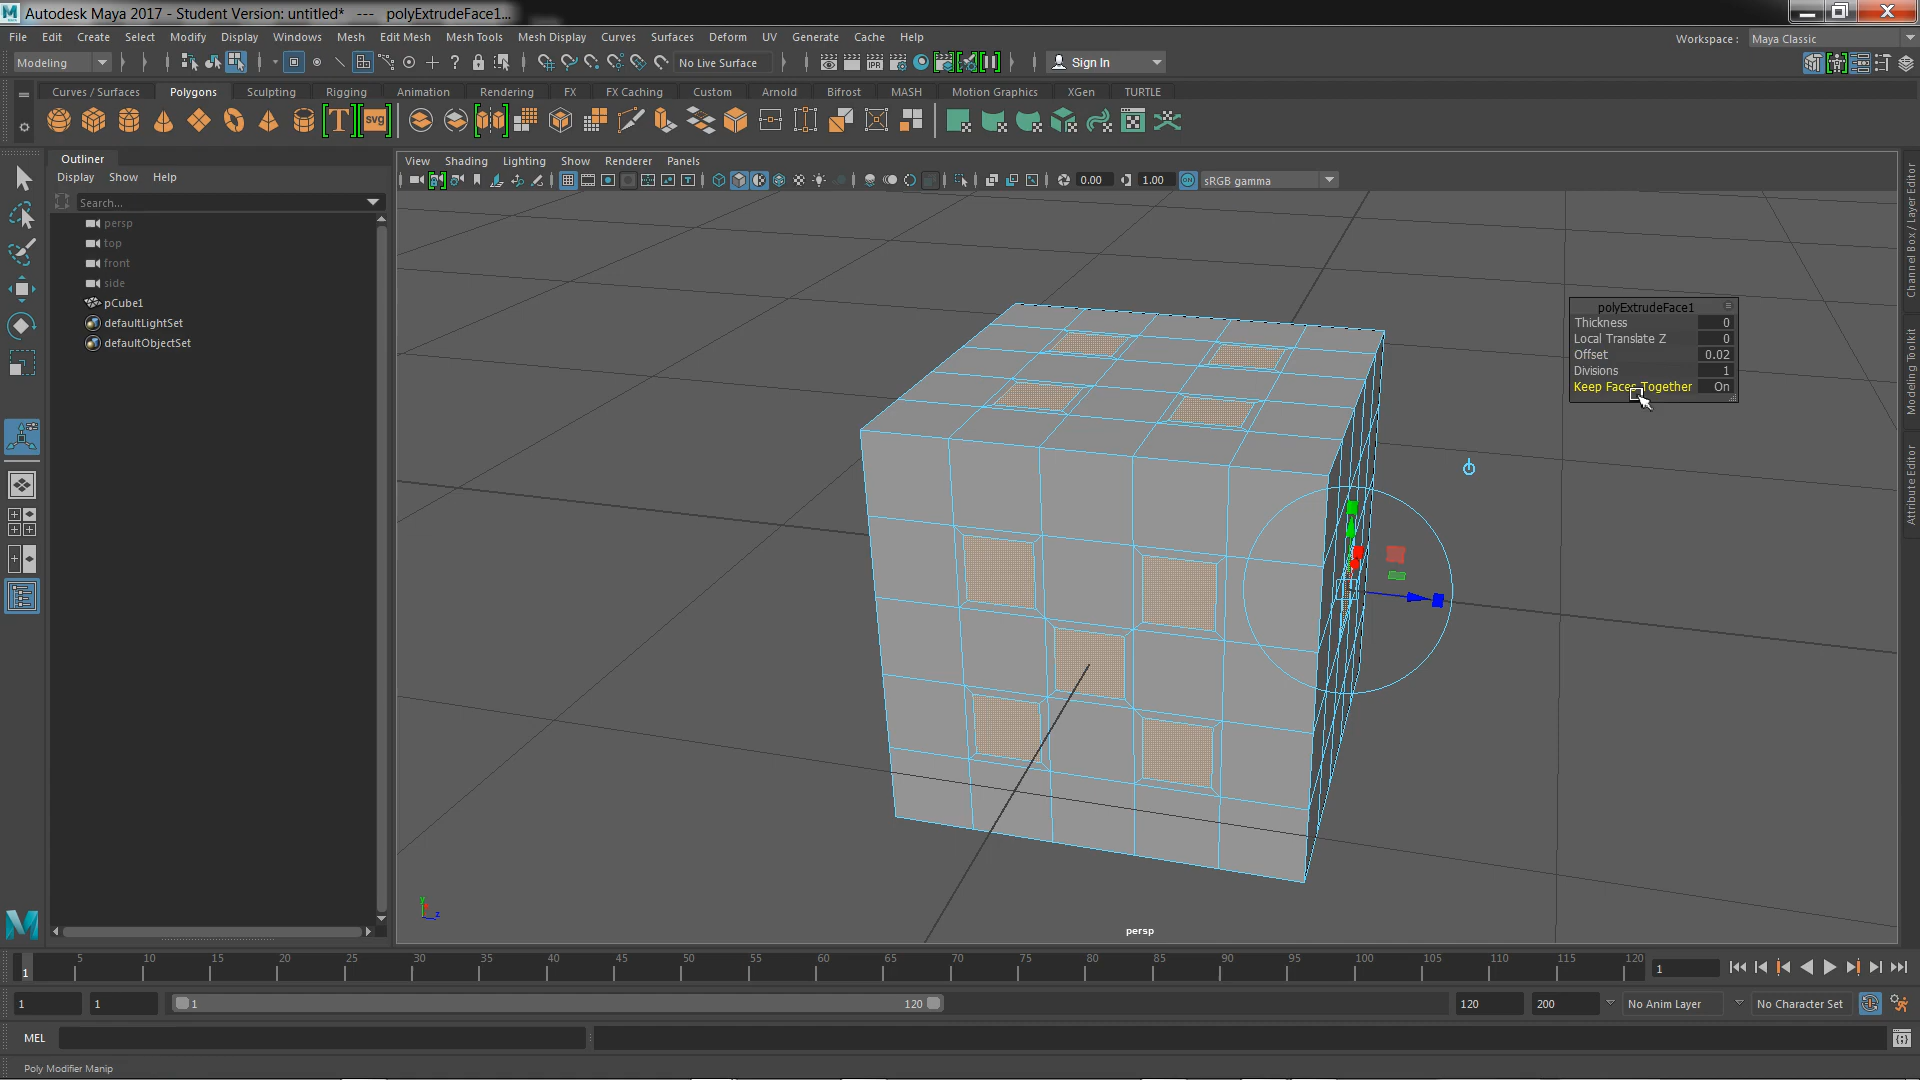 Autodesk Maya 2017 - Student Version: untitled* --- polyExtrudeFace1...
File Edit Create Select Modify Display Windows Mesh Edit Mesh Mesh Tools Mesh Display Curves Surfaces Deform UV Generate Cache Help
Workspace : Maya Classic
Modeling No Live Surface IPR Sign In
Curves / Surfaces Polygons Sculpting Rigging Animation Rendering FX FX Caching Custom Arnold Bifrost MASH Motion Graphics XGen TURTLE
T svg
Outliner
Display Show Help
Search...
persp
top
front
side
pCube1
defaultLightSet
defaultObjectSet
View Shading Lighting Show Renderer Panels
0.00 1.00 ON sRGB gamma
polyExtrudeFace1
Thickness 0
Local Translate Z 0
Offset 0.02
Divisions 1
Keep Faces Together On
Channel Box / Layer Editor
Modeling Toolkit
Attribute Editor
y
z
persp
1 5 10 15 20 25 30 35 40 45 50 55 60 65 70 75 80 85 90 95 100 105 110 115 120 1
1 1 1 120 120 200 No Anim Layer No Character Set
MEL
Poly Modifier Manip